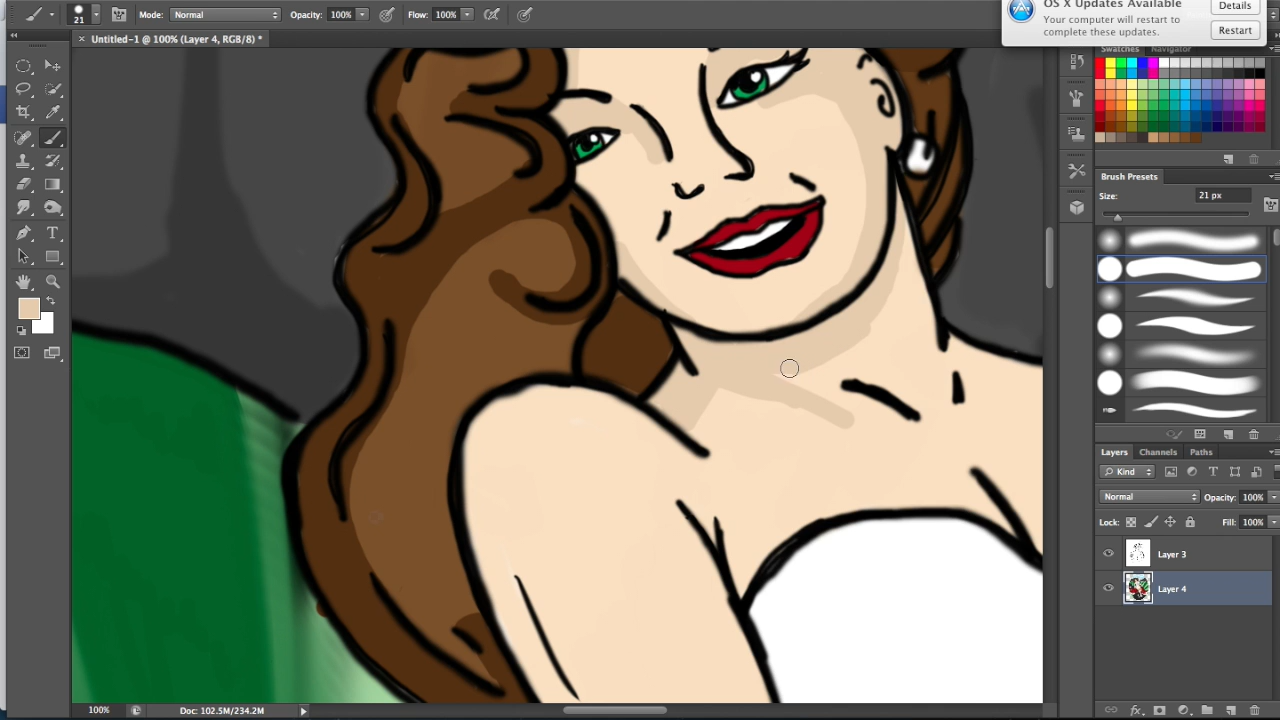 OS X Updates Available
Your computer will restart to complete these updates.
Details
Restart
21
Mode: Normal
Opacity: 100%
Flow: 100%
× Untitled-1 @ 100% (Layer 4, RGB/8) *
Swatches Navigator
Brush Presets
Size: 21 px
Layers Channels Paths
Kind
Normal
Opacity: 100%
Lock:
Fill: 100%
Layer 3
Layer 4
100%
Doc: 102.5M/234.2M